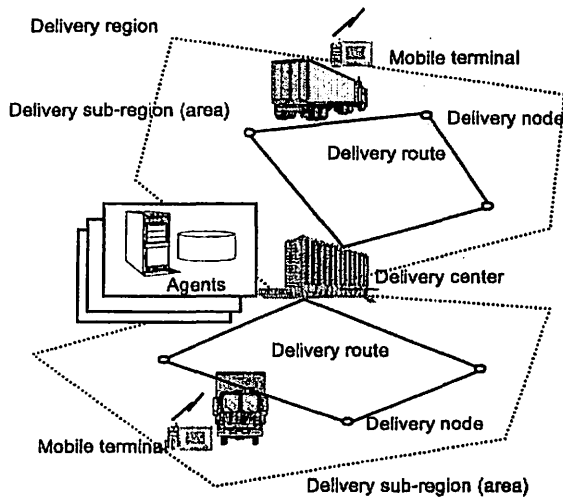 Delivery region
Mobile terminal
Delivery sub-region (area)
Delivery node
Delivery route
Agents
Delivery center
Delivery route
Delivery node
Mobile terminal
Delivery sub-region (area)